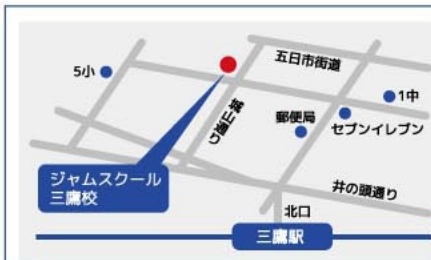 五日市街道
5小
1中
郵便局
セブンイレブン
城山通り
ジャムスクール
三鷹校
井の頭通り
北口
三鷹駅